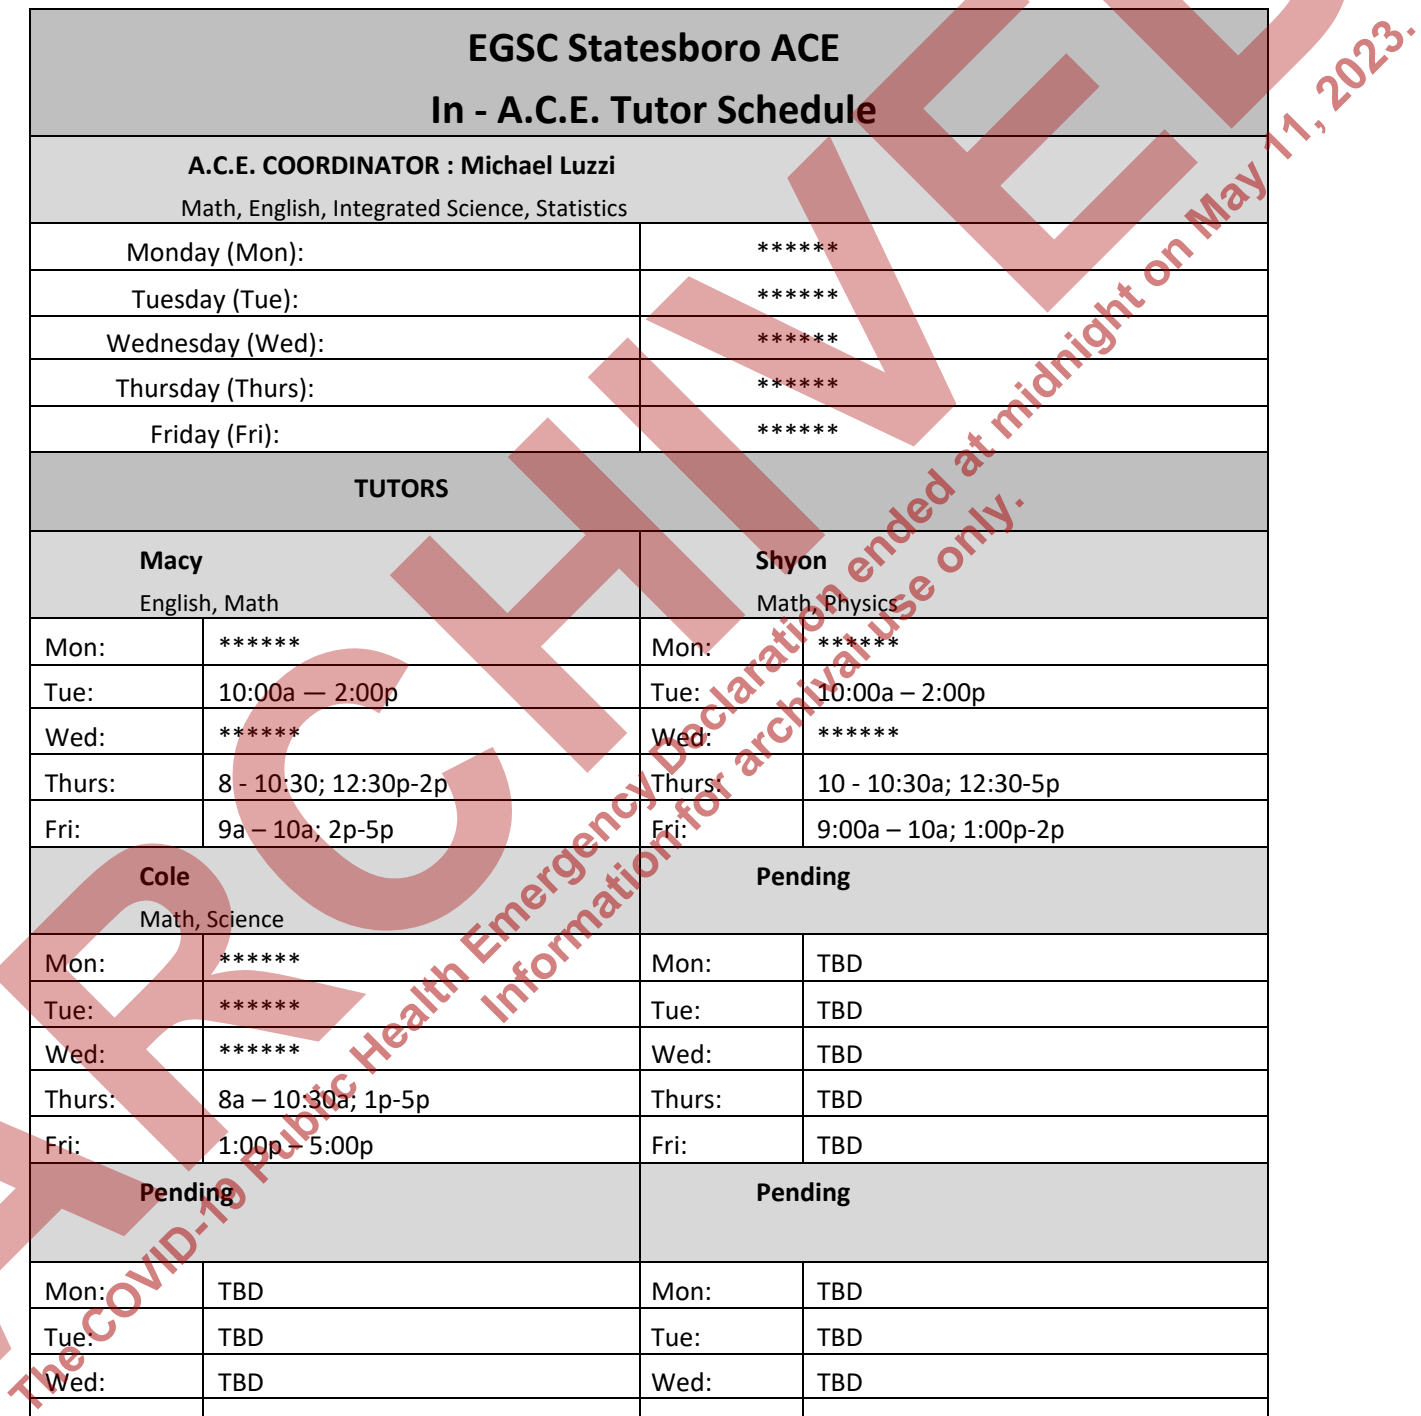 EGSC Statesboro ACE
In - A.C.E. Tutor Schedule
A.C.E. COORDINATOR : Michael Luzzi
Math, English, Integrated Science, Statistics
Monday (Mon): ******
Tuesday (Tue): ******
Wednesday (Wed): ******
Thursday (Thurs): ******
Friday (Fri): ******
TUTORS
Macy Shyon
English, Math Math, Physics
Mon: ****** Mon: ******
Tue: 10:00a — 2:00p Tue: 10:00a – 2:00p
Wed: ****** Wed: ******
Thurs: 8 - 10:30; 12:30p-2p Thurs: 10 - 10:30a; 12:30-5p
Fri: 9a – 10a; 2p-5p Fri: 9:00a – 10a; 1:00p-2p
Cole Pending
Math, Science
Mon: ****** Mon: TBD
Tue: ****** Tue: TBD
Wed: ****** Wed: TBD
Thurs: 8a – 10:30a; 1p-5p Thurs: TBD
Fri: 1:00p – 5:00p Fri: TBD
Pending Pending
Mon: TBD Mon: TBD
Tue: TBD Tue: TBD
Wed: TBD Wed: TBD
ARCHIVED
The COVID-19 Public Health Emergency Declaration ended at midnight on May 11, 2023.
Information for archival use only.